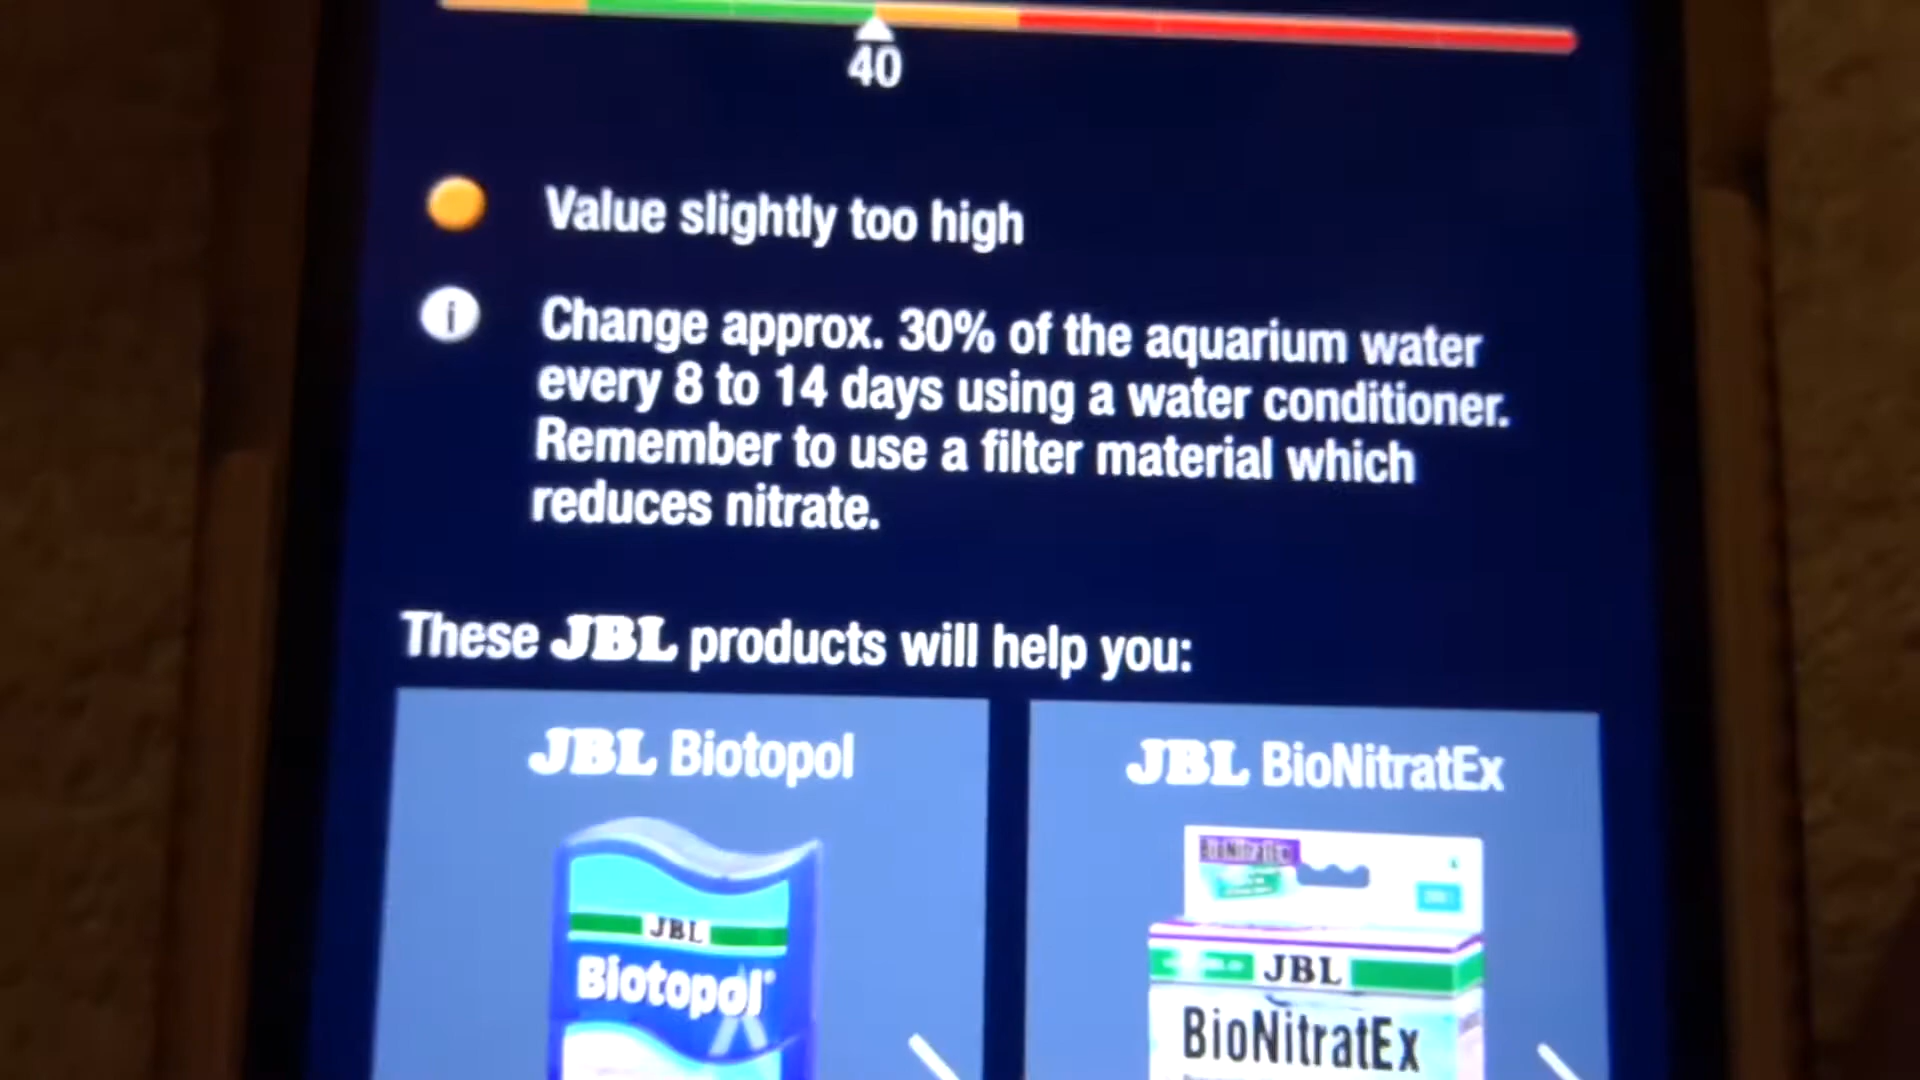 40
Value slightly too high
i
Change approx. 30% of the aquarium water
every 8 to 14 days using a water conditioner.
Remember to use a filter material which
reduces nitrate.
These JBL products will help you:
JBL Biotopol
JBL BioNitratEx
BioNitratEx
JBL
Biotopol
JBL
BioNitratEx